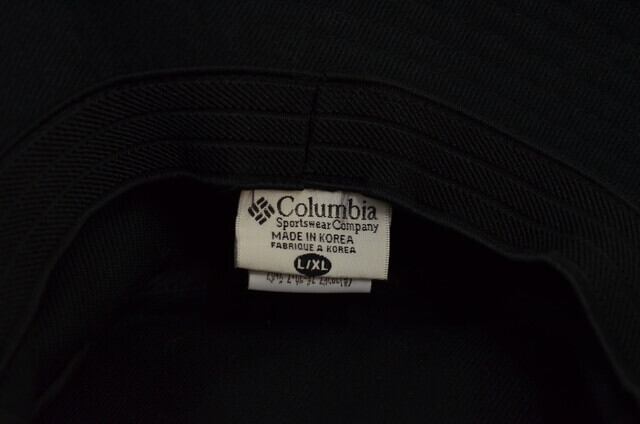 Columbia
Sportswear Company
MADE IN KOREA
FABRIQUE A KOREA
L/XL